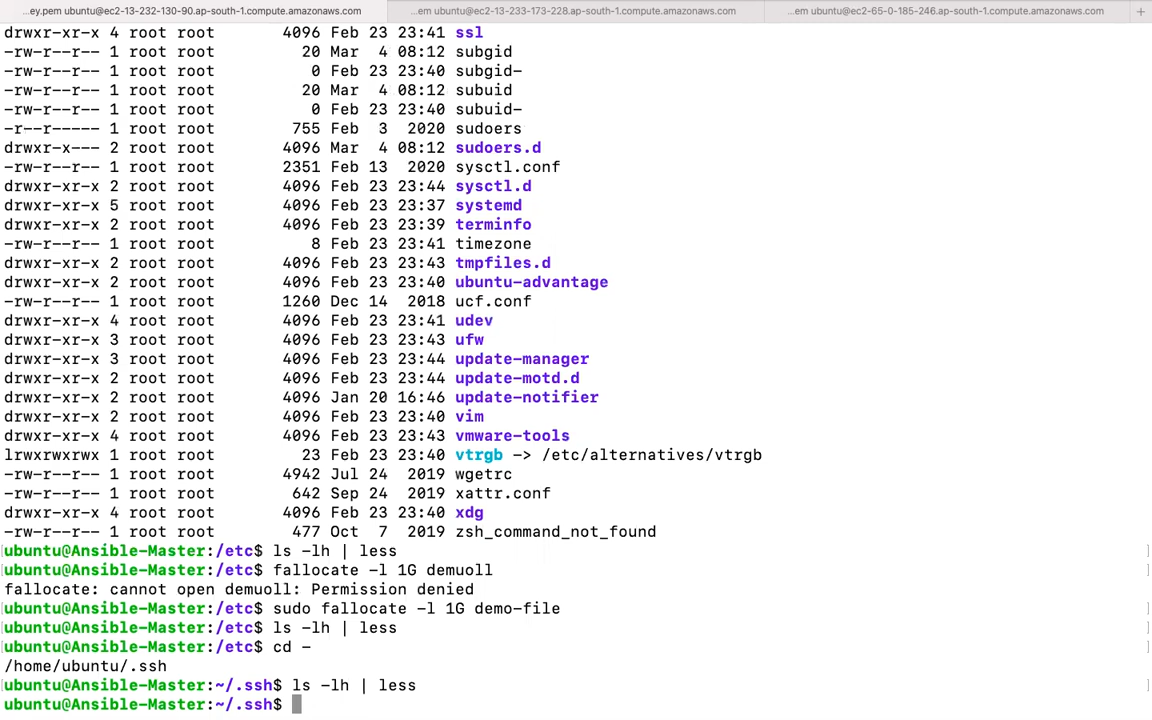 ...ey.pem ubuntu@ec2-13-232-130-90.ap-south-1.compute.amazonaws.com
...em ubuntu@ec2-13-233-173-228.ap-south-1.compute.amazonaws.com
...em ubuntu@ec2-65-0-185-246.ap-south-1.compute.amazonaws.com
+
drwxr-xr-x 4 root root       4096 Feb 23 23:41 ssl
-rw-r--r-- 1 root root         20 Mar  4 08:12 subgid
-rw-r--r-- 1 root root          0 Feb 23 23:40 subgid-
-rw-r--r-- 1 root root         20 Mar  4 08:12 subuid
-rw-r--r-- 1 root root          0 Feb 23 23:40 subuid-
-r--r----- 1 root root        755 Feb  3  2020 sudoers
drwxr-x--- 2 root root       4096 Mar  4 08:12 sudoers.d
-rw-r--r-- 1 root root       2351 Feb 13  2020 sysctl.conf
drwxr-xr-x 2 root root       4096 Feb 23 23:44 sysctl.d
drwxr-xr-x 5 root root       4096 Feb 23 23:37 systemd
drwxr-xr-x 2 root root       4096 Feb 23 23:39 terminfo
-rw-r--r-- 1 root root          8 Feb 23 23:41 timezone
drwxr-xr-x 2 root root       4096 Feb 23 23:43 tmpfiles.d
drwxr-xr-x 2 root root       4096 Feb 23 23:40 ubuntu-advantage
-rw-r--r-- 1 root root       1260 Dec 14  2018 ucf.conf
drwxr-xr-x 4 root root       4096 Feb 23 23:41 udev
drwxr-xr-x 3 root root       4096 Feb 23 23:43 ufw
drwxr-xr-x 3 root root       4096 Feb 23 23:44 update-manager
drwxr-xr-x 2 root root       4096 Feb 23 23:44 update-motd.d
drwxr-xr-x 2 root root       4096 Jan 20 16:46 update-notifier
drwxr-xr-x 2 root root       4096 Feb 23 23:40 vim
drwxr-xr-x 4 root root       4096 Feb 23 23:43 vmware-tools
lrwxrwxrwx 1 root root         23 Feb 23 23:40 vtrgb -> /etc/alternatives/vtrgb
-rw-r--r-- 1 root root       4942 Jul 24  2019 wgetrc
-rw-r--r-- 1 root root        642 Sep 24  2019 xattr.conf
drwxr-xr-x 4 root root       4096 Feb 23 23:40 xdg
-rw-r--r-- 1 root root        477 Oct  7  2019 zsh_command_not_found
ubuntu@Ansible-Master:/etc$ ls -lh | less
ubuntu@Ansible-Master:/etc$ fallocate -l 1G demuoll
fallocate: cannot open demuoll: Permission denied
ubuntu@Ansible-Master:/etc$ sudo fallocate -l 1G demo-file
ubuntu@Ansible-Master:/etc$ ls -lh | less
ubuntu@Ansible-Master:/etc$ cd -
/home/ubuntu/.ssh
ubuntu@Ansible-Master:~/.ssh$ ls -lh | less
ubuntu@Ansible-Master:~/.ssh$